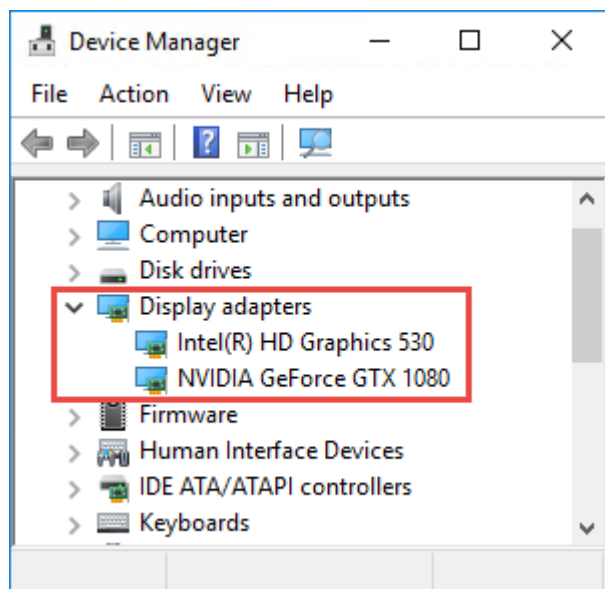 Device Manager
File Action View Help
Audio inputs and outputs
Computer
Disk drives
Display adapters
Intel(R) HD Graphics 530
NVIDIA GeForce GTX 1080
Firmware
Human Interface Devices
IDE ATA/ATAPI controllers
Keyboards